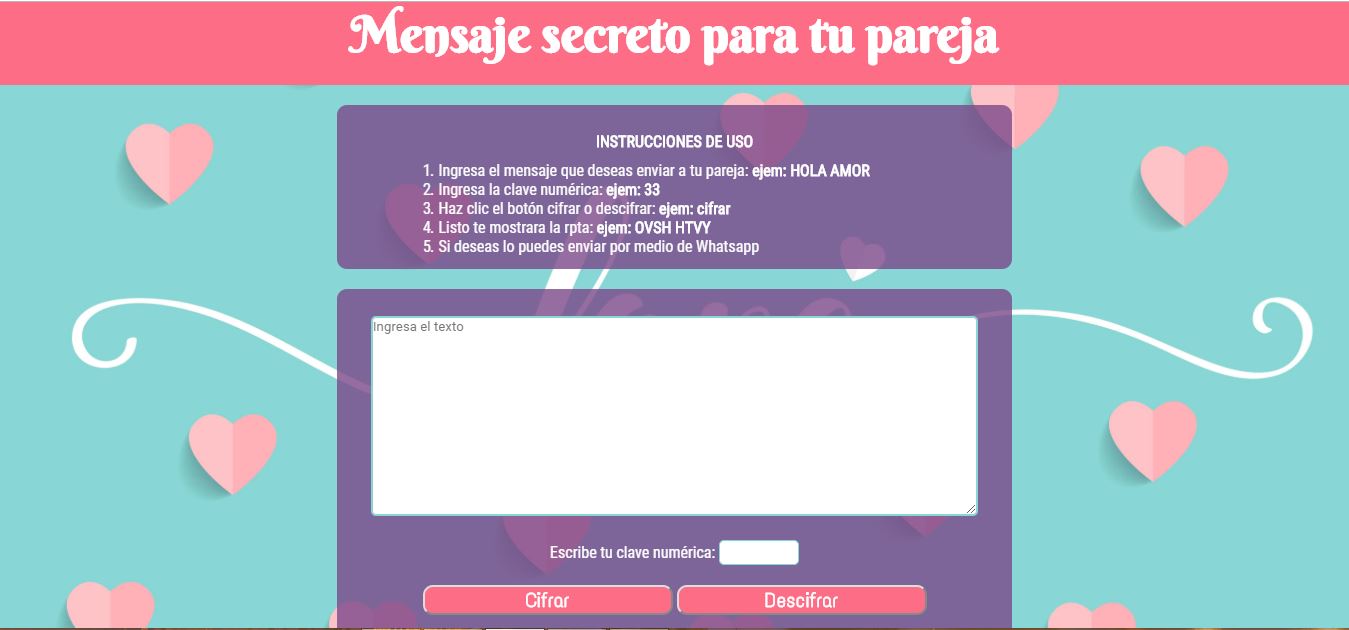 Mensaje secreto para tu pareja
INSTRUCCIONES DE USO
1. Ingresa el mensaje que deseas enviar a tu pareja: ejem: HOLA AMOR
2. Ingresa la clave numérica: ejem: 33
3. Haz clic el botón cifrar o descifrar: ejem: cifrar
4. Listo te mostrara la rpta: ejem: OVSH HTVY
5. Si deseas lo puedes enviar por medio de Whatsapp
Ingresa el texto
Escribe tu clave numérica:
Cifrar Descifrar